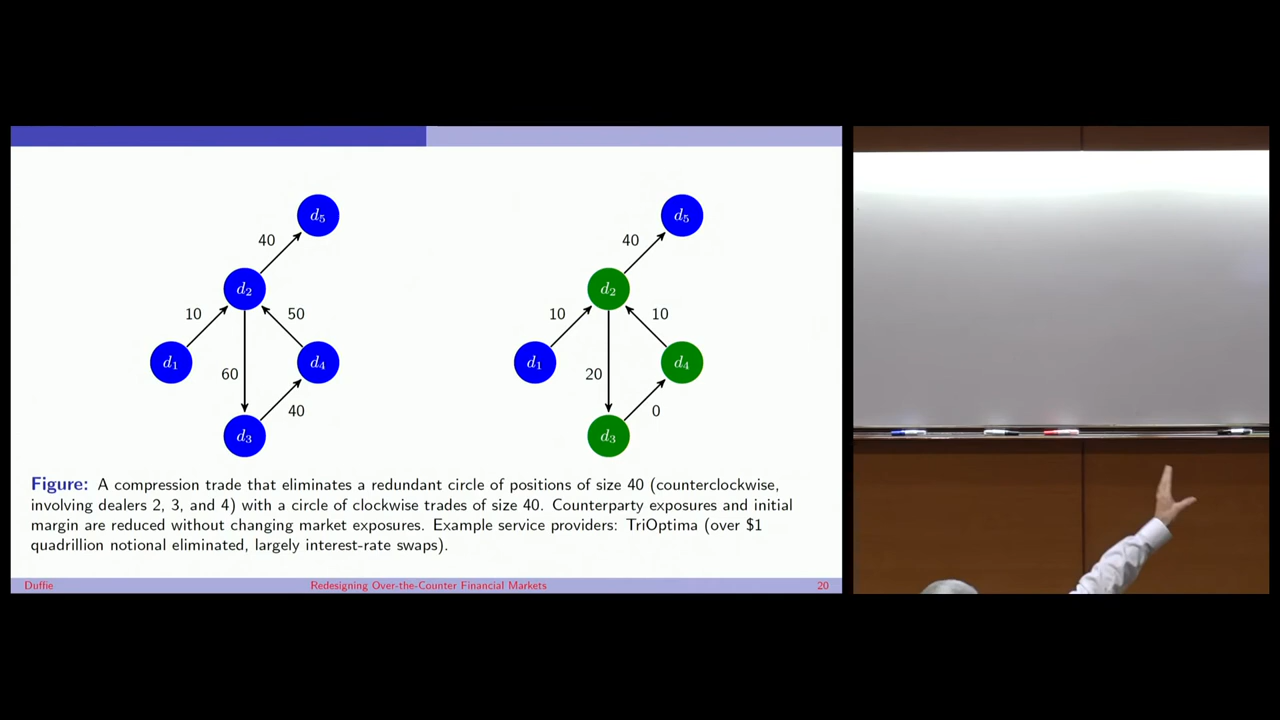 d5
40
d2
10
50
d1
60
d4
40
d3
d5
40
d2
10
10
d1
20
d4
0
d3
Figure: A compression trade that eliminates a redundant circle of positions of size 40 (counterclockwise,
involving dealers 2, 3, and 4) with a circle of clockwise trades of size 40. Counterparty exposures and initial
margin are reduced without changing market exposures. Example service providers: TriOptima (over $1
quadrillion notional eliminated, largely interest-rate swaps).
Duffie Redesigning Over-the-Counter Financial Markets 20